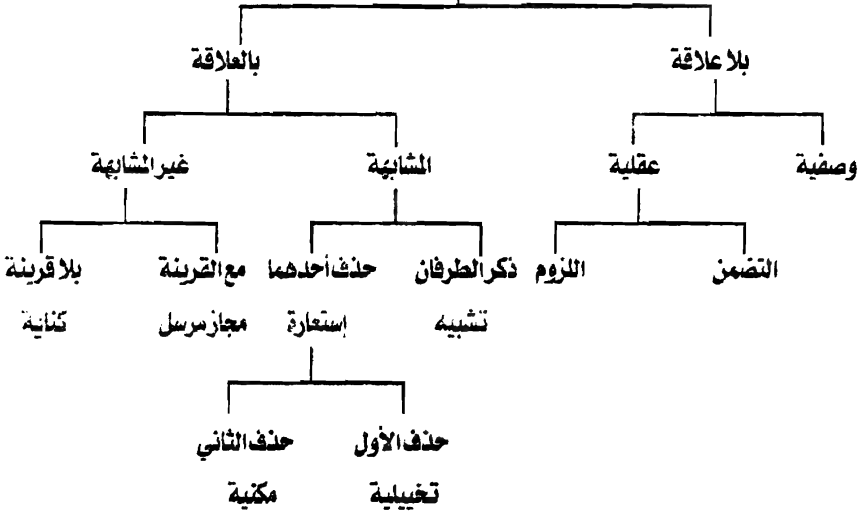 بلا علاقة بالعلاقة
وصفية عقلية المشابهة غير المشابهة
التضمن اللزوم ذكر الطرفان حذف أحدهما مع القرينة بلا قرينة
تشبيه إستعارة مجاز مرسل كناية
حذف الأول حذف الثاني
تخييلية مكنية